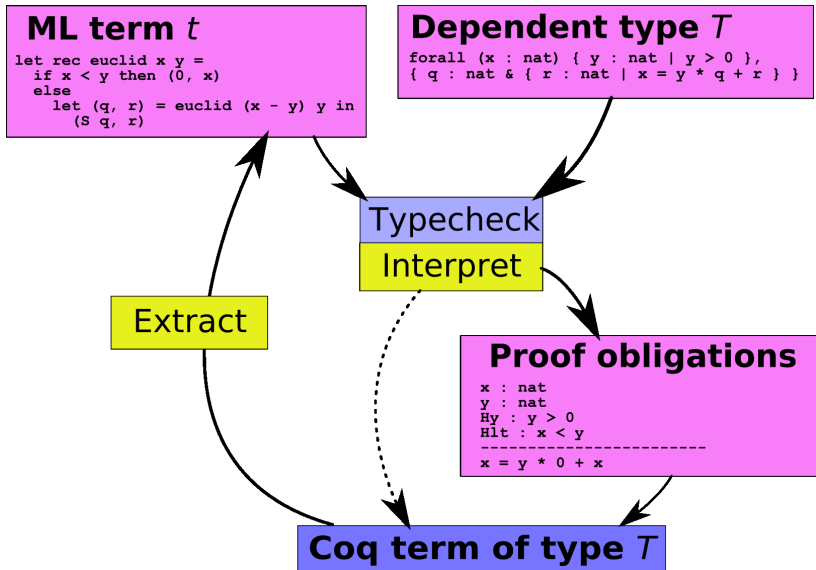 ML term t
let rec euclid x y =
  if x < y then (0, x)
  else
    let (q, r) = euclid (x - y) y in
      (S q, r)
Dependent type T
forall (x : nat) { y : nat | y > 0 },
{ q : nat & { r : nat | x = y * q + r } }
Typecheck
Interpret
Extract
Proof obligations
x : nat
y : nat
Hy : y > 0
Hlt : x < y
------------------------
x = y * 0 + x
Coq term of type T